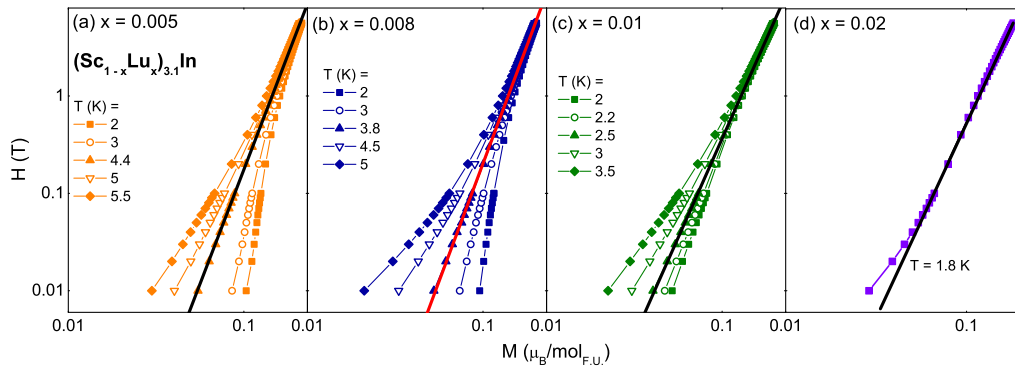 (a) x = 0.005
(Sc1-xLux)3.1In
T (K) =
2
3
4.4
5
5.5
(b) x = 0.008
T (K) =
2
3
3.8
4.5
5
(c) x = 0.01
T (K) =
2
2.2
2.5
3
3.5
(d) x = 0.02
T = 1.8 K
H (T)
1
0.1
0.01
0.01
0.1
0.01
0.1
0.01
0.1
0.01
0.1
M (μB/molF.U.)